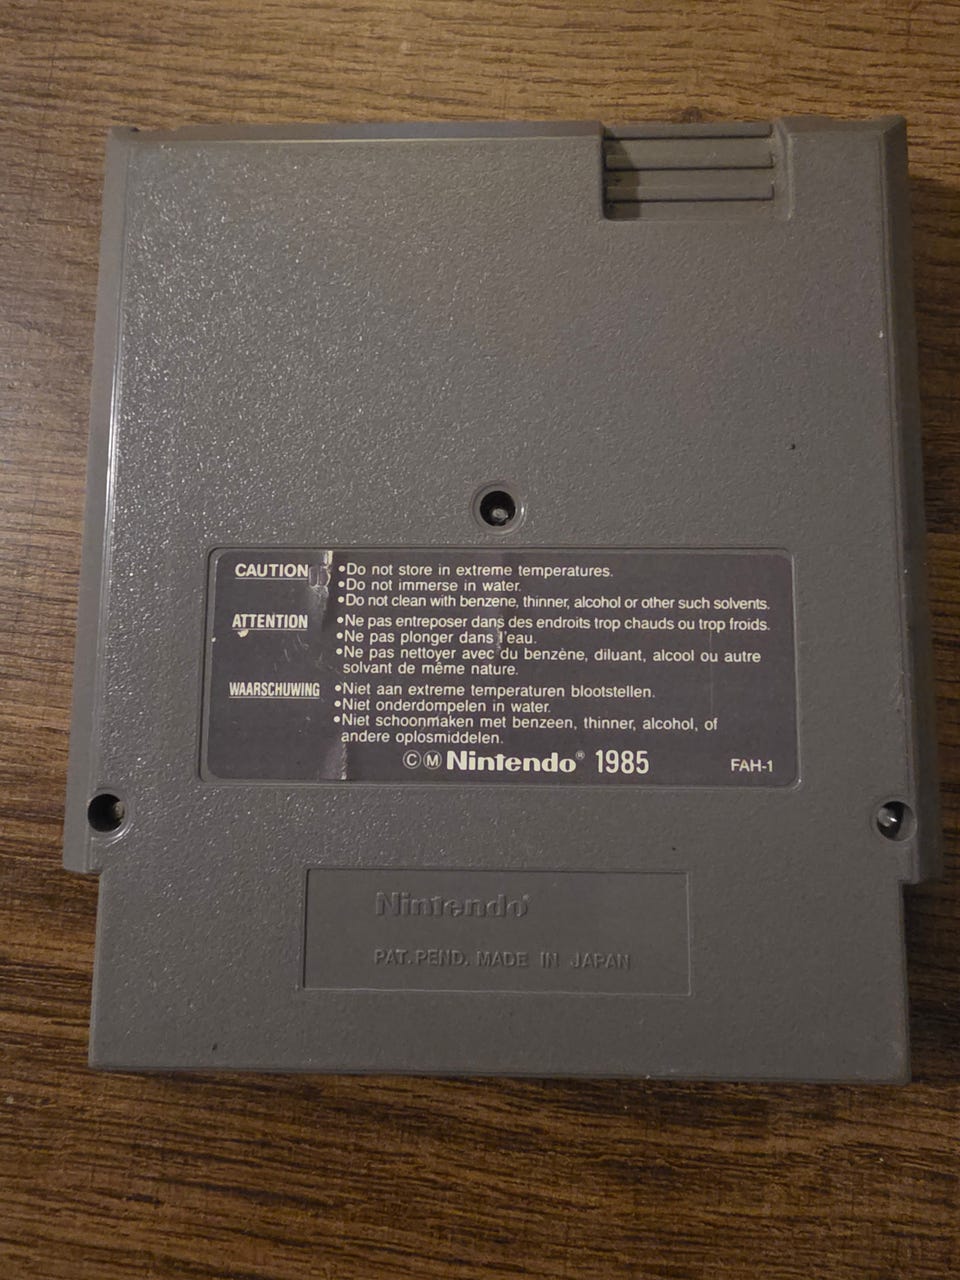 CAUTION •Do not store in extreme temperatures.
•Do not immerse in water.
•Do not clean with benzene, thinner, alcohol or other such solvents.
ATTENTION •Ne pas entreposer dans des endroits trop chauds ou trop froids.
•Ne pas plonger dans l'eau.
•Ne pas nettoyer avec du benzène, diluant, alcool ou autre
solvant de même nature.
WAARSCHUWING •Niet aan extreme temperaturen blootstellen.
•Niet onderdompelen in water.
•Niet schoonmaken met benzeen, thinner, alcohol, of
andere oplosmiddelen.
ⒸⓂNintendo® 1985 FAH-1
Nintendo®
PAT. PEND. MADE IN JAPAN